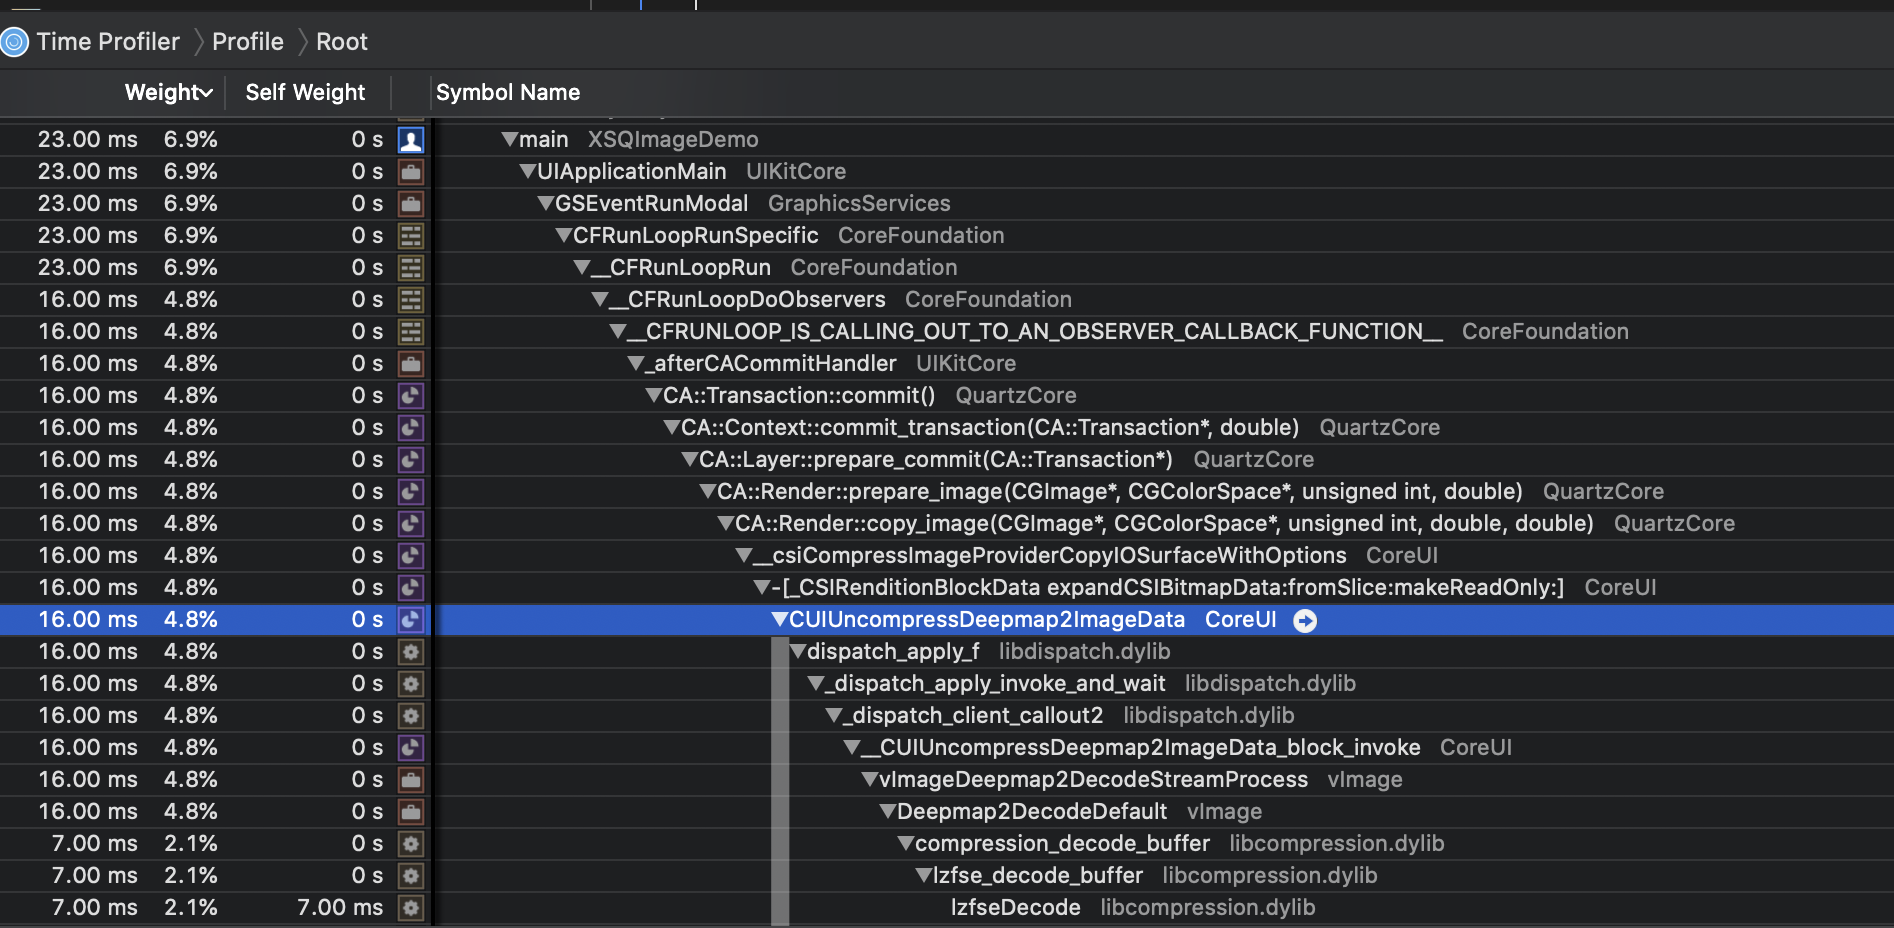 Time Profiler Profile Root
Weight Self Weight Symbol Name
23.00 ms 6.9% 0 s main XSQImageDemo
23.00 ms 6.9% 0 s UIApplicationMain UIKitCore
23.00 ms 6.9% 0 s GSEventRunModal GraphicsServices
23.00 ms 6.9% 0 s CFRunLoopRunSpecific CoreFoundation
23.00 ms 6.9% 0 s __CFRunLoopRun CoreFoundation
16.00 ms 4.8% 0 s __CFRunLoopDoObservers CoreFoundation
16.00 ms 4.8% 0 s __CFRUNLOOP_IS_CALLING_OUT_TO_AN_OBSERVER_CALLBACK_FUNCTION__ CoreFoundation
16.00 ms 4.8% 0 s _afterCACommitHandler UIKitCore
16.00 ms 4.8% 0 s CA::Transaction::commit() QuartzCore
16.00 ms 4.8% 0 s CA::Context::commit_transaction(CA::Transaction*, double) QuartzCore
16.00 ms 4.8% 0 s CA::Layer::prepare_commit(CA::Transaction*) QuartzCore
16.00 ms 4.8% 0 s CA::Render::prepare_image(CGImage*, CGColorSpace*, unsigned int, double) QuartzCore
16.00 ms 4.8% 0 s CA::Render::copy_image(CGImage*, CGColorSpace*, unsigned int, double, double) QuartzCore
16.00 ms 4.8% 0 s __csiCompressImageProviderCopyIOSurfaceWithOptions CoreUI
16.00 ms 4.8% 0 s -[_CSIRenditionBlockData expandCSIBitmapData:fromSlice:makeReadOnly:] CoreUI
16.00 ms 4.8% 0 s CUIUncompressDeepmap2ImageData CoreUI
16.00 ms 4.8% 0 s dispatch_apply_f libdispatch.dylib
16.00 ms 4.8% 0 s _dispatch_apply_invoke_and_wait libdispatch.dylib
16.00 ms 4.8% 0 s _dispatch_client_callout2 libdispatch.dylib
16.00 ms 4.8% 0 s __CUIUncompressDeepmap2ImageData_block_invoke CoreUI
16.00 ms 4.8% 0 s vImageDeepmap2DecodeStreamProcess vImage
16.00 ms 4.8% 0 s Deepmap2DecodeDefault vImage
7.00 ms 2.1% 0 s compression_decode_buffer libcompression.dylib
7.00 ms 2.1% 0 s lzfse_decode_buffer libcompression.dylib
7.00 ms 2.1% 7.00 ms lzfseDecode libcompression.dylib